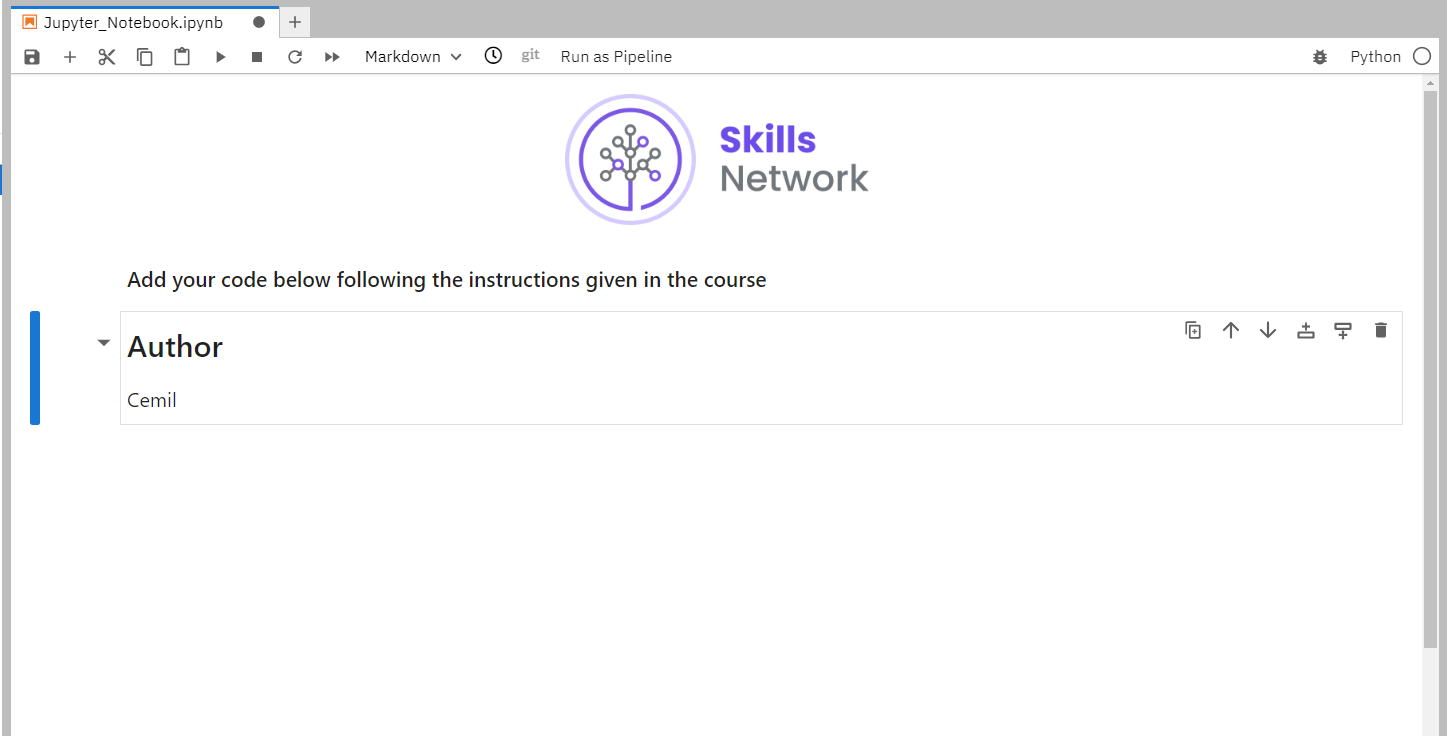 Jupyter_Notebook.ipynb
Markdown git Run as Pipeline Python
Skills
Network
Add your code below following the instructions given in the course
Author
Cemil